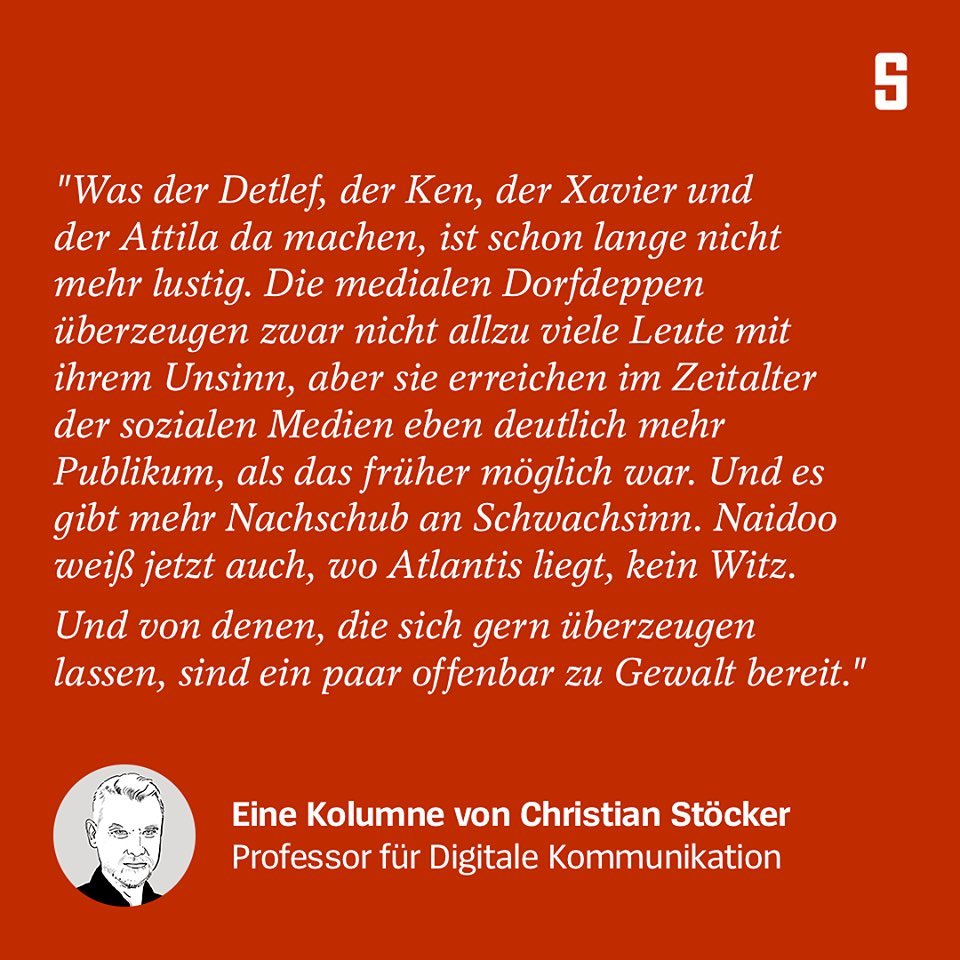 S
"Was der Detlef, der Ken, der Xavier und
der Attila da machen, ist schon lange nicht
mehr lustig. Die medialen Dorfdeppen
überzeugen zwar nicht allzu viele Leute mit
ihrem Unsinn, aber sie erreichen im Zeitalter
der sozialen Medien eben deutlich mehr
Publikum, als das früher möglich war. Und es
gibt mehr Nachschub an Schwachsinn. Naidoo
weiß jetzt auch, wo Atlantis liegt, kein Witz.
Und von denen, die sich gern überzeugen
lassen, sind ein paar offenbar zu Gewalt bereit."
Eine Kolumne von Christian Stöcker
Professor für Digitale Kommunikation